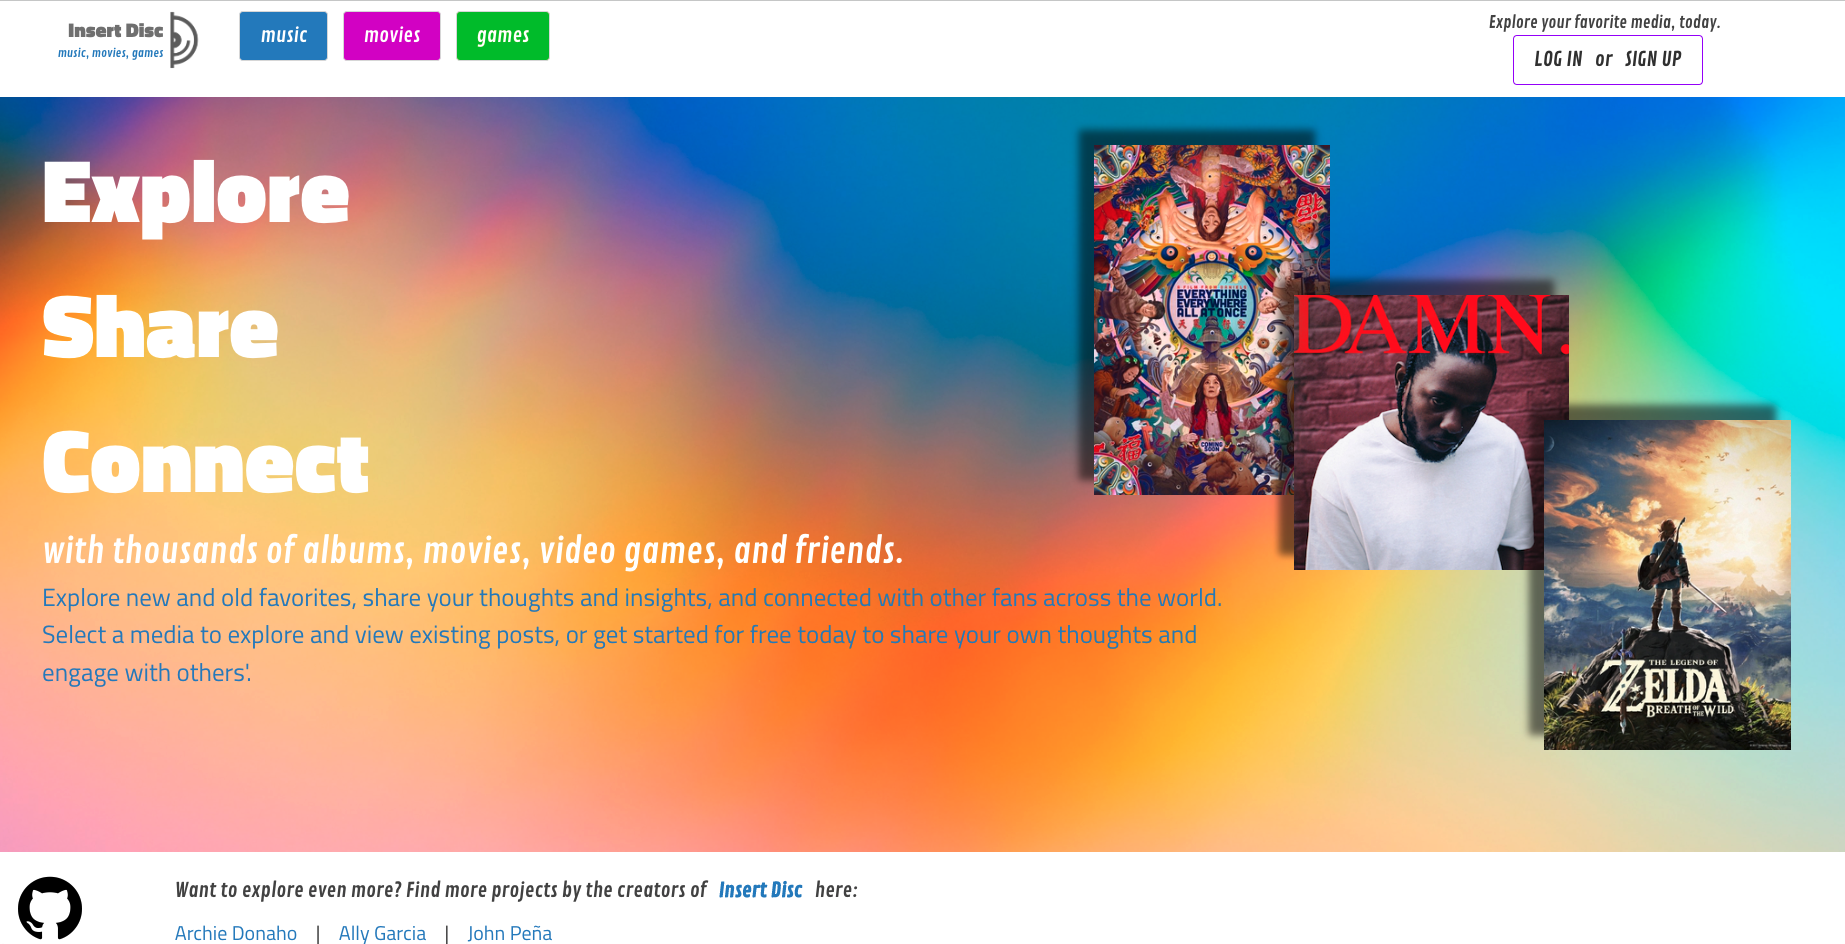 Insert Disc
music, movies, games
music
movies
games
Explore your favorite media, today.
LOG IN or SIGN UP
Explore
Share
Connect
with thousands of albums, movies, video games, and friends.
Explore new and old favorites, share your thoughts and insights, and connected with other fans across the world.
Select a media to explore and view existing posts, or get started for free today to share your own thoughts and
engage with others'.
A FILM FROM DANIELS
EVERYTHING
EVERYWHERE
ALL AT ONCE
COMING
SOON
DAMN.
THE LEGEND OF
ZELDA
BREATH OF THE WILD
Want to explore even more? Find more projects by the creators of Insert Disc here:
Archie Donaho | Ally Garcia | John Peña